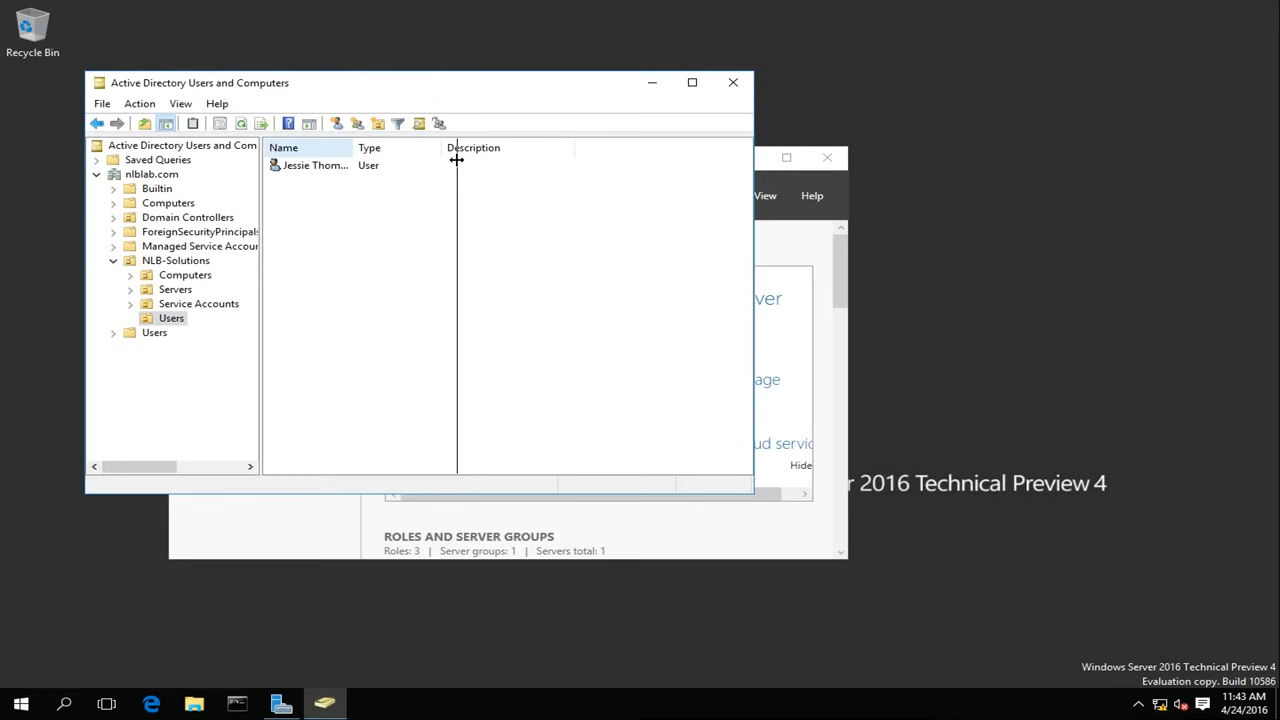 Recycle Bin
Active Directory Users and Computers
File Action View Help
Active Directory Users and Com
Saved Queries
nlblab.com
Builtin
Computers
Domain Controllers
ForeignSecurityPrincipals
Managed Service Accour
NLB-Solutions
Computers
Servers
Service Accounts
Users
Users
Name Type Description
Jessie Thom... User
View Help
ver
age
ud servic
Hide
r 2016 Technical Preview 4
ROLES AND SERVER GROUPS
Roles: 3 | Server groups: 1 | Servers total: 1
Windows Server 2016 Technical Preview 4
Evaluation copy. Build 10586
11:43 AM
4/24/2016